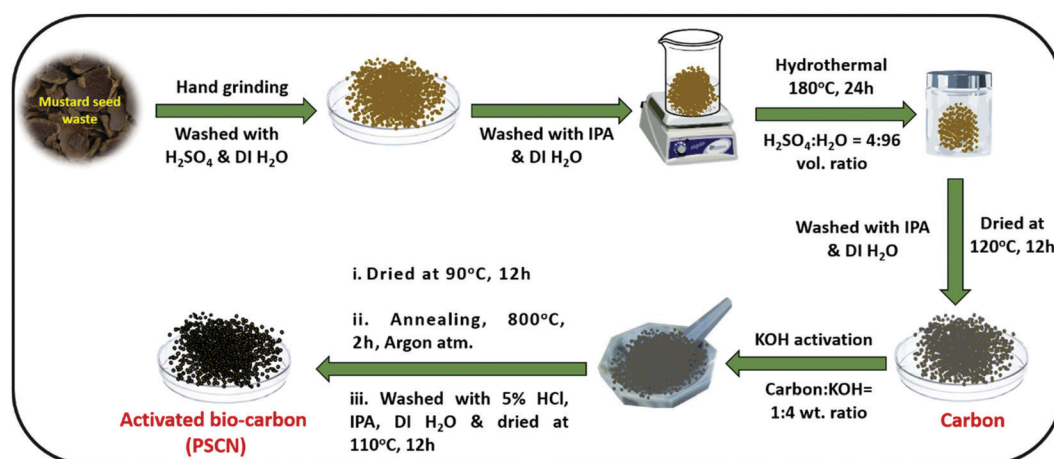 Mustard seed
waste
Hand grinding
Washed with
H₂SO₄ & DI H₂O
Washed with IPA
& DI H₂O
Hydrothermal
180°C, 24h
H₂SO₄:H₂O = 4:96
vol. ratio
Washed with IPA
& DI H₂O
Dried at
120°C, 12h
Carbon
KOH activation
Carbon:KOH=
1:4 wt. ratio
i. Dried at 90°C, 12h
ii. Annealing, 800°C,
2h, Argon atm.
iii. Washed with 5% HCl,
IPA, DI H₂O & dried at
110°C, 12h
Activated bio-carbon
(PSCN)